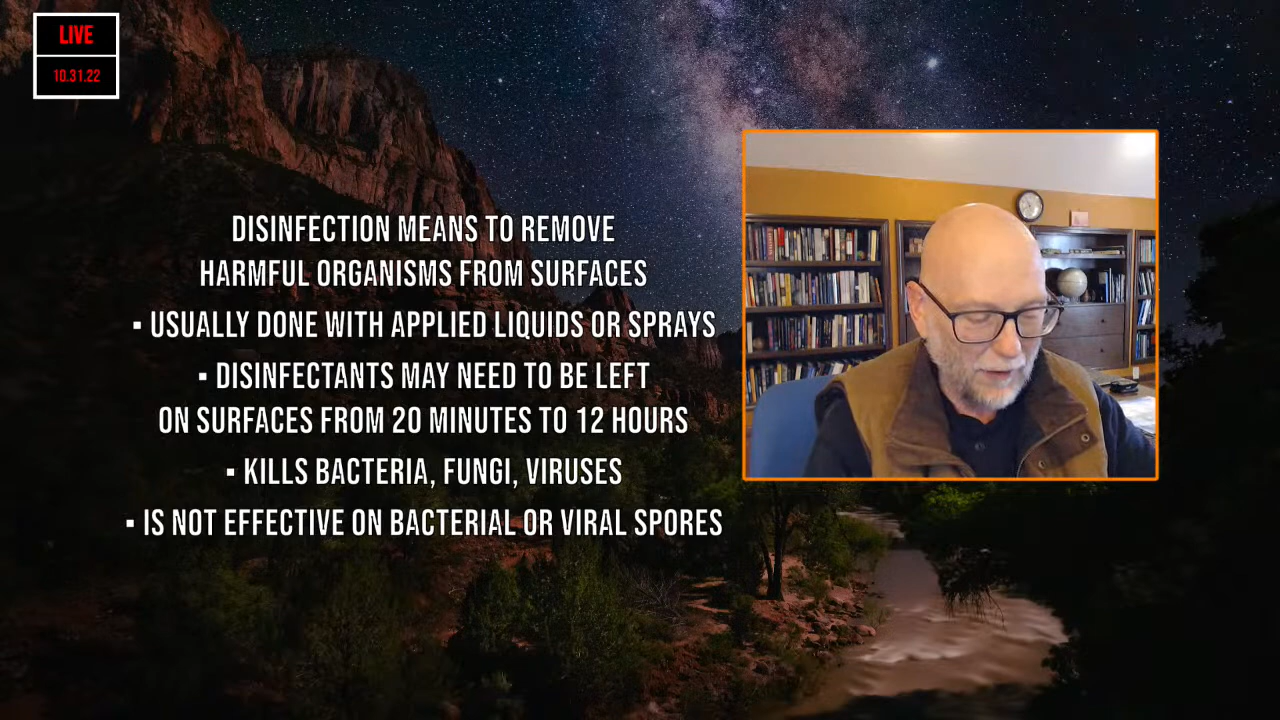 LIVE
10.31.22
DISINFECTION MEANS TO REMOVE
HARMFUL ORGANISMS FROM SURFACES
▪ USUALLY DONE WITH APPLIED LIQUIDS OR SPRAYS
▪ DISINFECTANTS MAY NEED TO BE LEFT
ON SURFACES FROM 20 MINUTES TO 12 HOURS
▪ KILLS BACTERIA, FUNGI, VIRUSES
▪ IS NOT EFFECTIVE ON BACTERIAL OR VIRAL SPORES